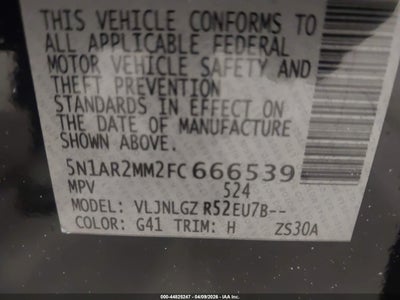 THIS VEHICLE CONFORMS TO
ALL APPLICABLE FEDERAL
MOTOR VEHICLE SAFETY AND
THEFT PREVENTION
STANDARDS IN EFFECT ON
THE DATE OF MANUFACTURE
SHOWN ABOVE.
5N1AR2MM2FC666539
MPV 524
MODEL: VLJNLGZ R52EU7B--
COLOR: G41 TRIM: H ZS30A
000-44825247 - 04/09/2026 - IAA, Inc.